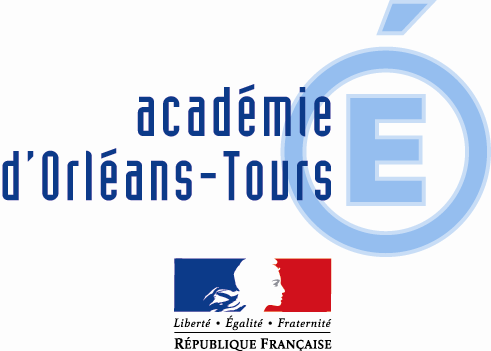 académie
d'Orléans-Tours
É
Liberté • Égalité • Fraternité
RÉPUBLIQUE FRANÇAISE